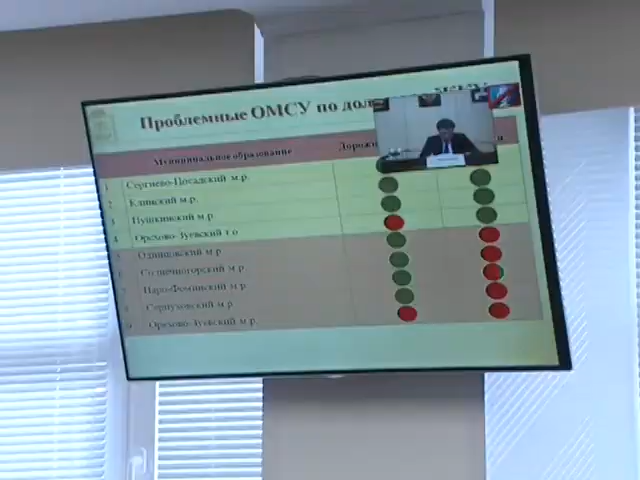 Проблемные ОМСУ по дол
Муниципальное образование Дорожн
1 Сергиево-Посадский м.р.
2 Клинский м.р.
3 Пушкинский м.р
4 Орехово-Зуевский г.о
5 Одинцовский м.р
6 Солнечногорский м.р
7 Наро-Фоминский м.р.
8 Серпуховский м.р
9 Орехово-Зуевский м.р.